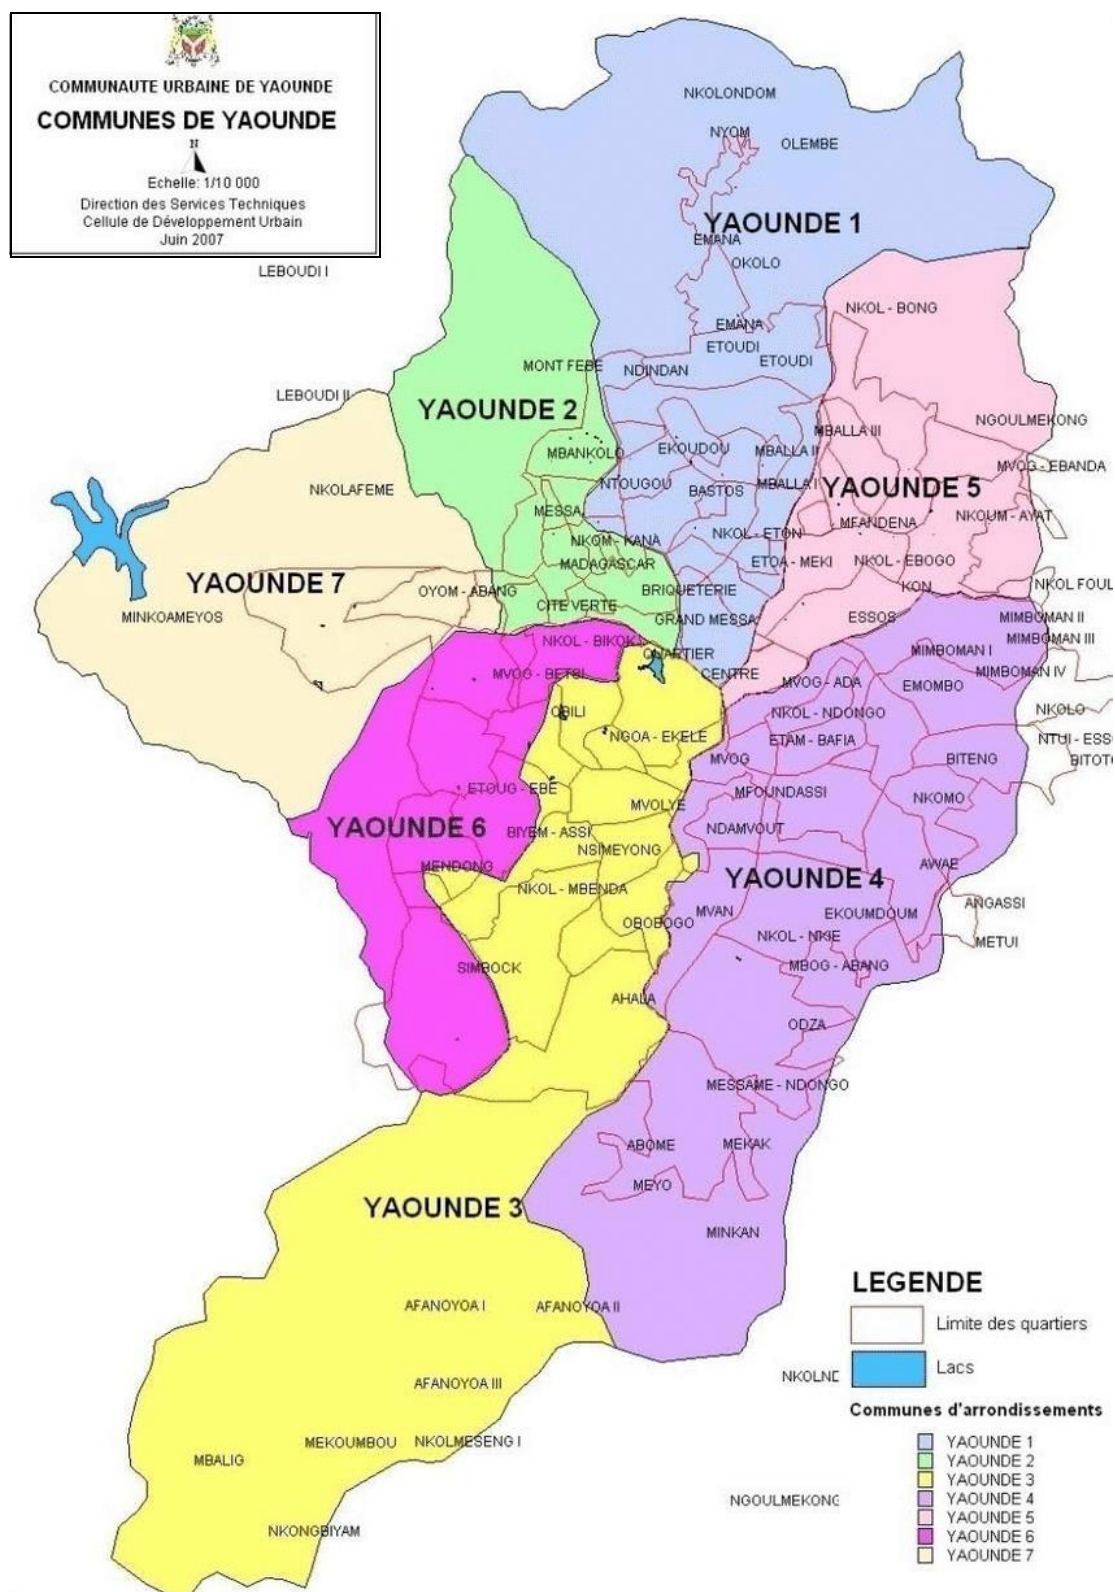 COMMUNAUTE URBAINE DE YAOUNDE
COMMUNES DE YAOUNDE
N
Echelle: 1/10 000
Direction des Services Techniques
Cellule de Développement Urbain
Juin 2007
NKOLONDOM
NYOM
OLEMBE
YAOUNDE 1
EMANA
OKOLO
LEBOUDI I
NKOL - BONG
EMANA
ETOUDI
ETOUDI
MONT FEBE
NDINDAN
LEBOUDI II
YAOUNDE 2
NGOULMEKONG
MBALLA III
EKOUDOU
MBALLA II
MBANKOLO
MVOG - EBANDA
NTOUGOU
MBALLA I
BASTOS
YAOUNDE 5
NKOLAFEME
MESSA
NKOUM - AYAT
MFANDENA
NKOL - ETON
NKOM - KANA
ETOA - MEKI
NKOL - EBOGO
MADAGASCAR
YAOUNDE 7
OYOM - ABANG
BRIQUETERIE
KON
NKOL FOUL
CITE VERTE
MINKOAMEYOS
GRAND MESSA
ESSOS
MIMBOMAN II
NKOL - BIKOK
MIMBOMAN III
QUARTIER
MIMBOMAN I
MVOG - BETSI
CENTRE
MIMBOMAN IV
MVOG - ADA
EMOMBO
OBILI
NKOL - NDONGO
NKOLO
NGOA - EKELE
ETAM - BAFIA
NTUI - ESS
MVOG
BITENG
BITOTO
ETOUG - EBE
MFOUNDASSI
NKOMO
MVOLYE
YAOUNDE 6
BIYEM - ASSI
NDAMVOUT
NSIMEYONG
MENDONG
AWAE
YAOUNDE 4
NKOL - MBENDA
ANGASSI
MVAN
EKOUMDOUM
OBOBOGO
NKOL - NKIE
METUI
SIMBOCK
MBOG - ABANG
AHALA
ODZA
MESSAME - NDONGO
ABOME
MEKAK
MEYO
YAOUNDE 3
MINKAN
AFANOYOA I
AFANOYOA II
NKOLNE
AFANOYOA III
MEKOUMBOU
NKOLMESENG I
MBALIG
NGOULMEKONG
NKONGBIYAM
LEGENDE
Limite des quartiers
Lacs
Communes d'arrondissements
YAOUNDE 1
YAOUNDE 2
YAOUNDE 3
YAOUNDE 4
YAOUNDE 5
YAOUNDE 6
YAOUNDE 7